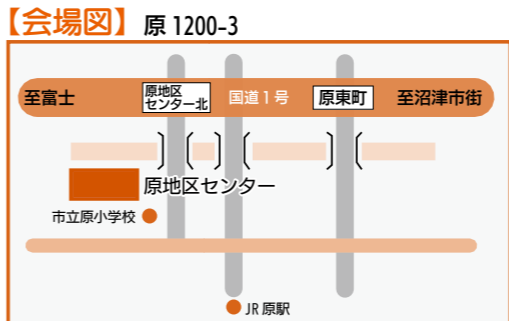 【会場図】 原 1200-3
至富士
原地区
センター北
国道1号
原東町
至沼津市街
原地区センター
市立原小学校
JR 原駅